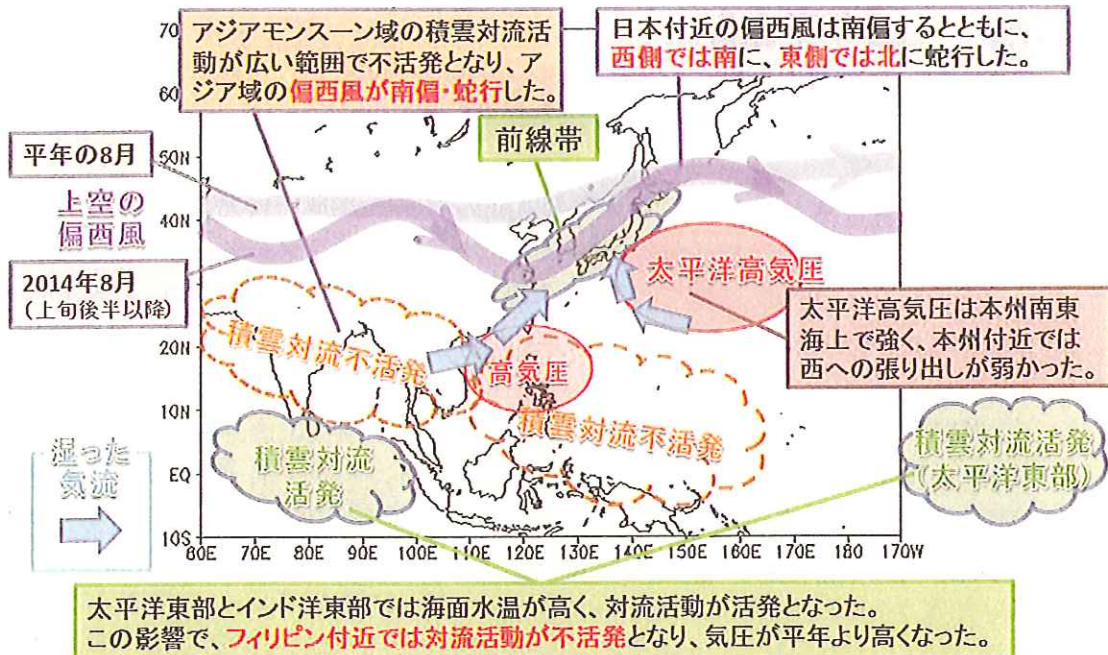 アジアモンスーン域の積雲対流活
動が広い範囲で不活発となり、ア
ジア域の偏西風が南偏・蛇行した。
日本付近の偏西風は南偏するとともに、
西側では南に、東側では北に蛇行した。
70
60
50N
40N
20N
10N
EQ
10S
平年の8月
上空の
偏西風
2014年8月
(上旬後半以降)
前線帯
太平洋高気圧
太平洋高気圧は本州南東
海上で強く、本州付近では
西への張り出しが弱かった。
積雲対流不活発
高気圧
積雲対流不活発
積雲対流
活発
積雲対流活発
(太平洋東部)
湿った
気流
80E 70E 80E 90E 100E 110E 120E 130E 140E 150E 160E 170E 180 170W
太平洋東部とインド洋東部では海面水温が高く、対流活動が活発となった。
この影響で、フィリピン付近では対流活動が不活発となり、気圧が平年より高くなった。